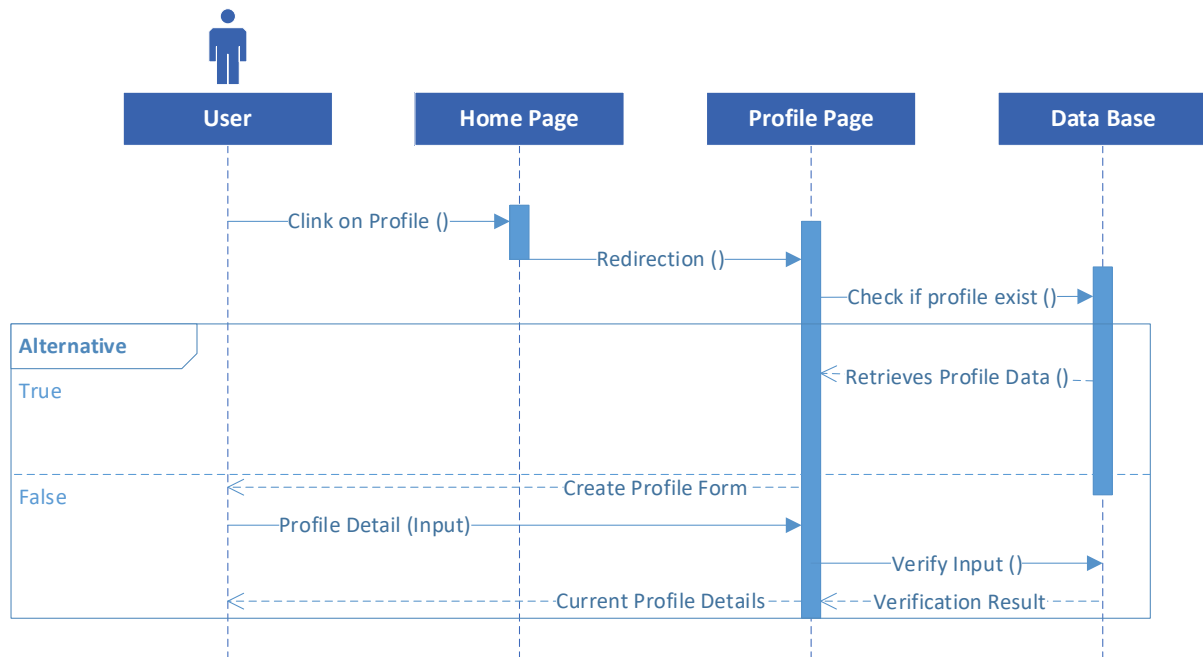 User
Home Page
Profile Page
Data Base
Clink on Profile ()
Redirection ()
Check if profile exist ()
Alternative
Retrieves Profile Data ()
True
Create Profile Form
False
Profile Detail (Input)
Verify Input ()
Current Profile Details
Verification Result